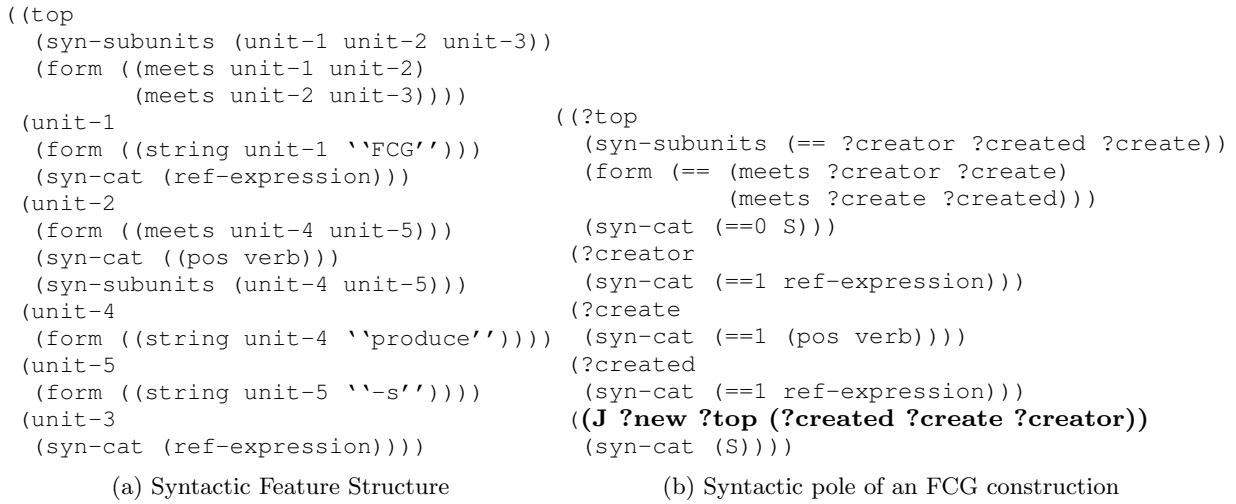 ((top
(syn-subunits (unit-1 unit-2 unit-3))
(form ((meets unit-1 unit-2)
(meets unit-2 unit-3))))
(unit-1
(form ((string unit-1 ‘‘FCG’’)))
(syn-cat (ref-expression)))
(unit-2
(form ((meets unit-4 unit-5)))
(syn-cat ((pos verb)))
(syn-subunits (unit-4 unit-5)))
(unit-4
(form ((string unit-4 ‘‘produce’’))))
(unit-5
(form ((string unit-5 ‘‘-s’’))))
(unit-3
(syn-cat (ref-expression))))
(a) Syntactic Feature Structure
((?top
(syn-subunits (== ?creator ?created ?create))
(form (== (meets ?creator ?create)
(meets ?create ?created)))
(syn-cat (==0 S)))
(?creator
(syn-cat (==1 ref-expression)))
(?create
(syn-cat (==1 (pos verb))))
(?created
(syn-cat (==1 ref-expression)))
((J ?new ?top (?created ?create ?creator))
(syn-cat (S))))
(b) Syntactic pole of an FCG construction